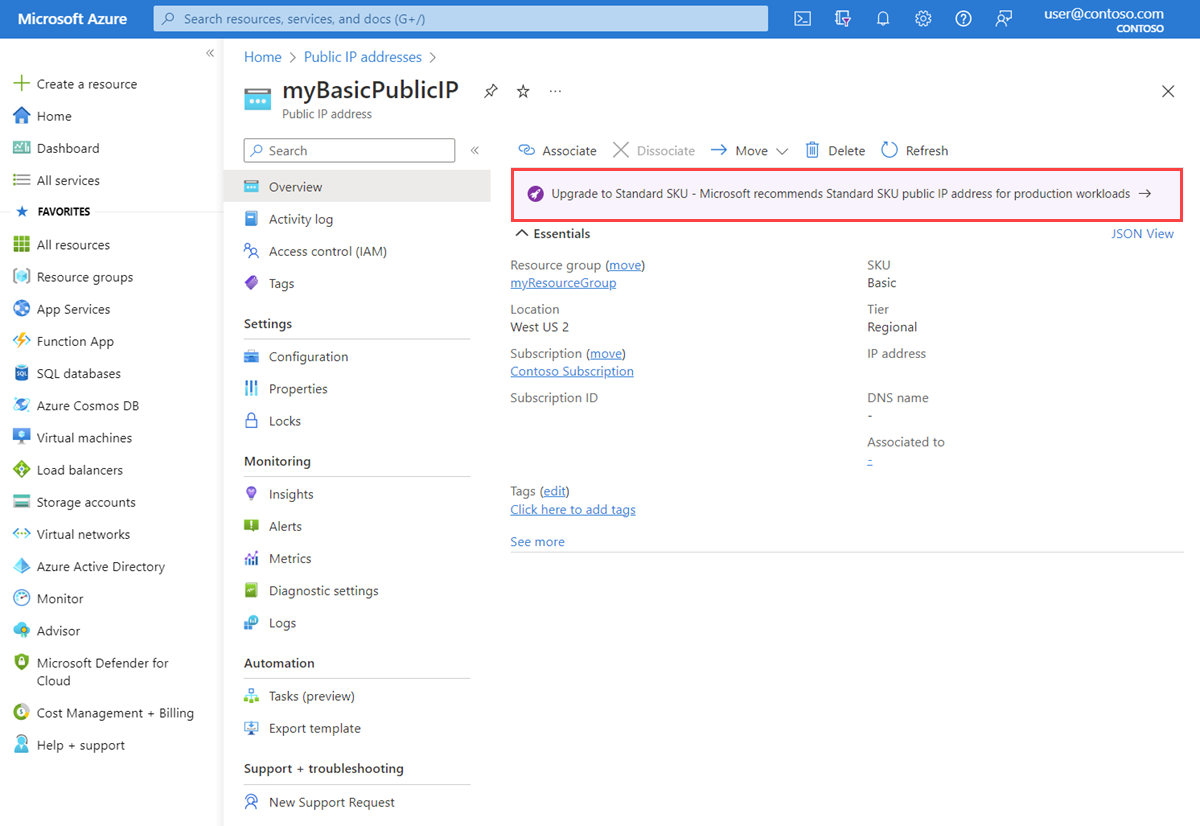 Microsoft Azure
Search resources, services, and docs (G+/)
user@contoso.com
CONTOSO
Create a resource
Home
Dashboard
All services
FAVORITES
All resources
Resource groups
App Services
Function App
SQL databases
Azure Cosmos DB
Virtual machines
Load balancers
Storage accounts
Virtual networks
Azure Active Directory
Monitor
Advisor
Microsoft Defender for
Cloud
Cost Management + Billing
Help + support
Home > Public IP addresses >
myBasicPublicIP
Public IP address
Search
Overview
Activity log
Access control (IAM)
Tags
Settings
Configuration
Properties
Locks
Monitoring
Insights
Alerts
Metrics
Diagnostic settings
Logs
Automation
Tasks (preview)
Export template
Support + troubleshooting
New Support Request
Associate Dissociate Move Delete Refresh
Upgrade to Standard SKU - Microsoft recommends Standard SKU public IP address for production workloads →
Essentials
JSON View
Resource group (move)
myResourceGroup
Location
West US 2
Subscription (move)
Contoso Subscription
Subscription ID
SKU
Basic
Tier
Regional
IP address
DNS name
-
Associated to
-
Tags (edit)
Click here to add tags
See more